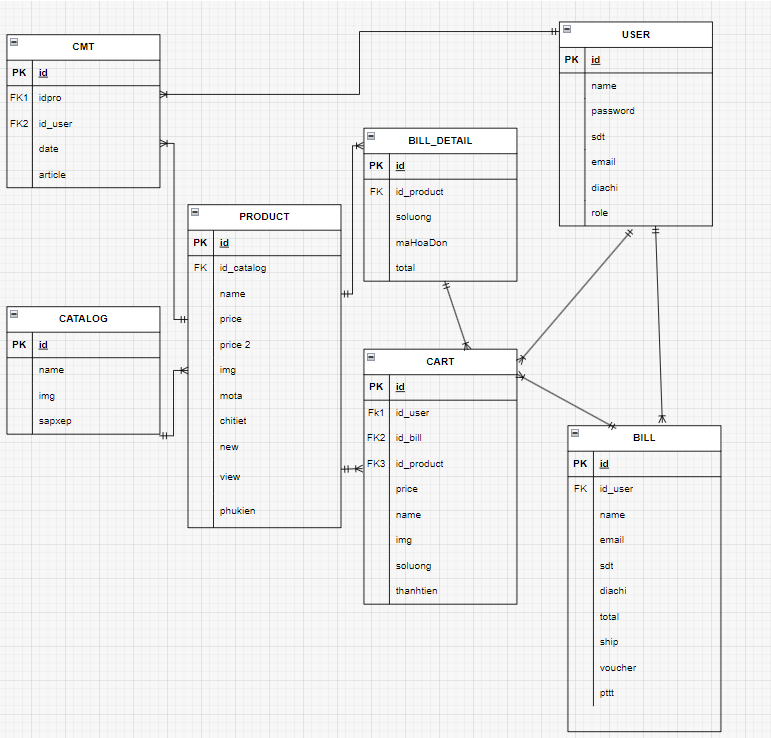 CMT
PK id
FK1 idpro
FK2 id_user
date
article
USER
PK id
name
password
sdt
email
diachi
role
BILL_DETAIL
PK id
FK id_product
soluong
maHoaDon
total
PRODUCT
PK id
FK id_catalog
name
price
price 2
img
mota
chitiet
new
view
phukien
CATALOG
PK id
name
img
sapxep
CART
PK id
Fk1 id_user
FK2 id_bill
FK3 id_product
price
name
img
soluong
thanhtien
BILL
PK id
FK id_user
name
email
sdt
diachi
total
ship
voucher
pttt